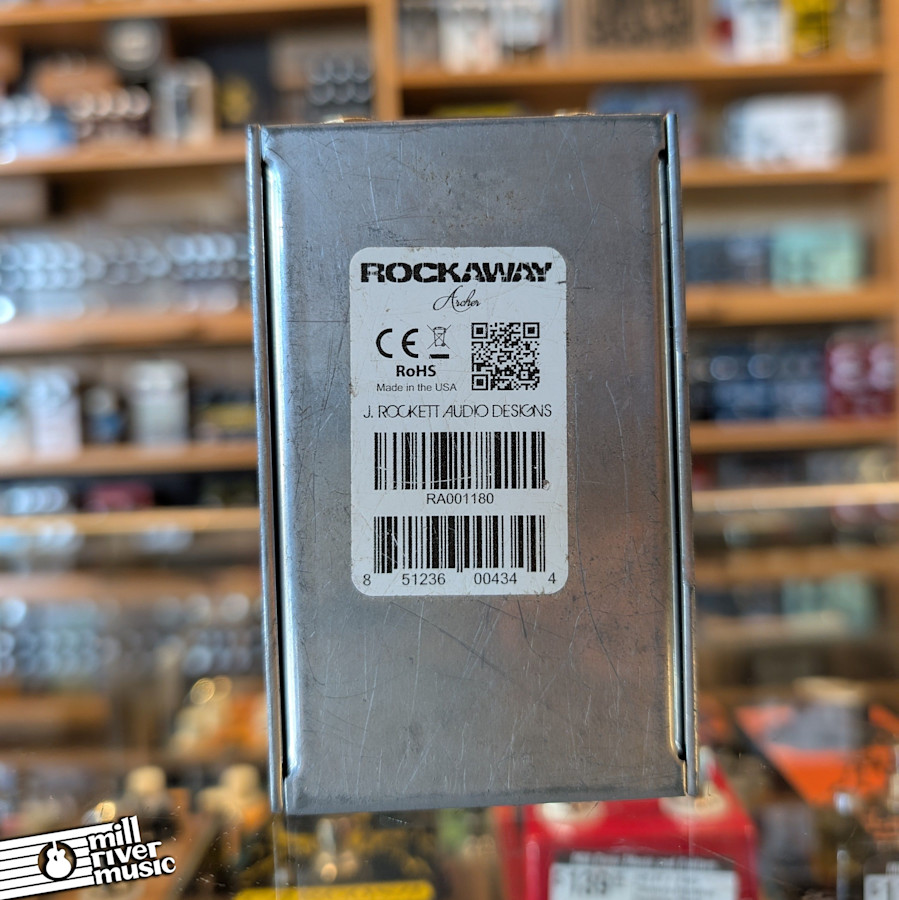 ROCKAWAY
Archer
CE
RoHS
Made in the USA
J. ROCKETT AUDIO DESIGNS
RA001180
8 51236 00434 4
mill
river
music